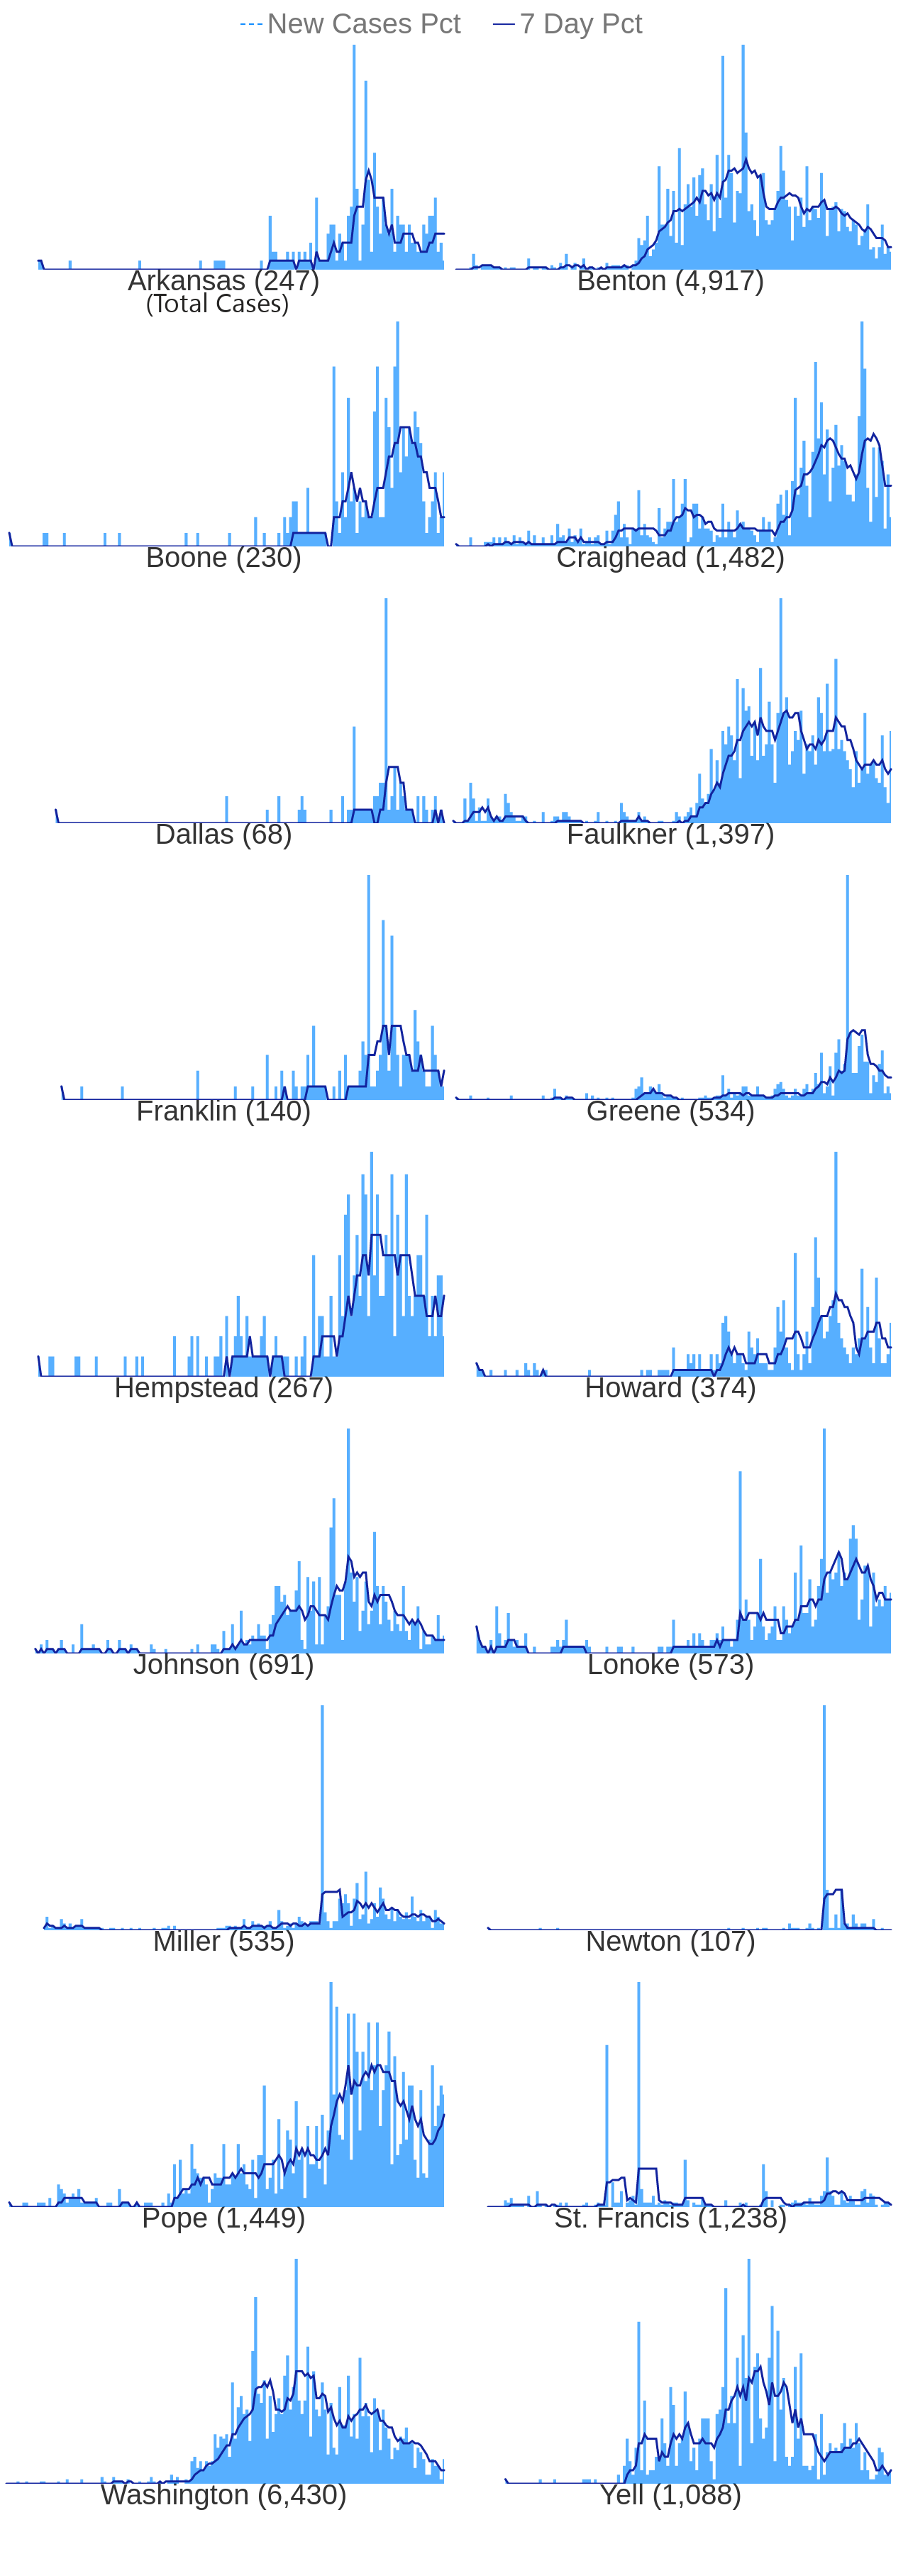 New Cases Pct 7 Day Pct
Arkansas (247) Benton (4,917)
(Total Cases)
Boone (230) Craighead (1,482)
Dallas (68) Faulkner (1,397)
Franklin (140) Greene (534)
Hempstead (267) Howard (374)
Johnson (691) Lonoke (573)
Miller (535) Newton (107)
Pope (1,449) St. Francis (1,238)
Washington (6,430) Yell (1,088)